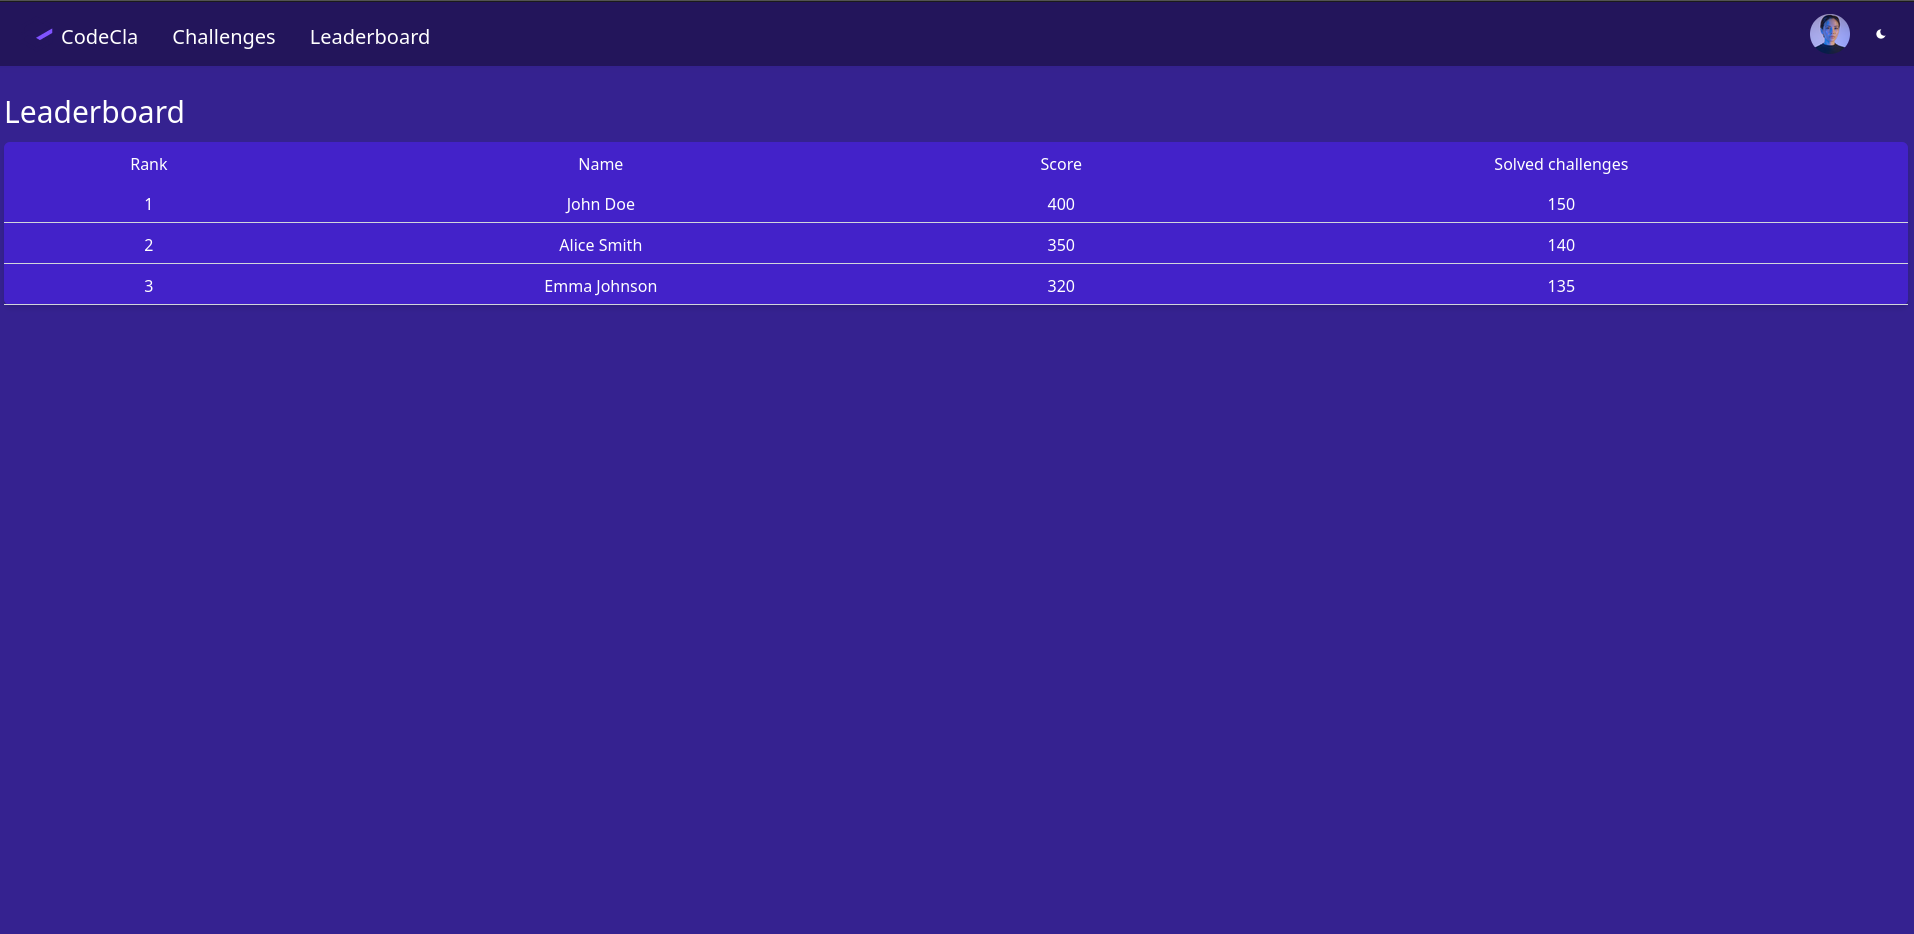 CodeCla Challenges Leaderboard
Leaderboard
Rank Name Score Solved challenges
1 John Doe 400 150
2 Alice Smith 350 140
3 Emma Johnson 320 135